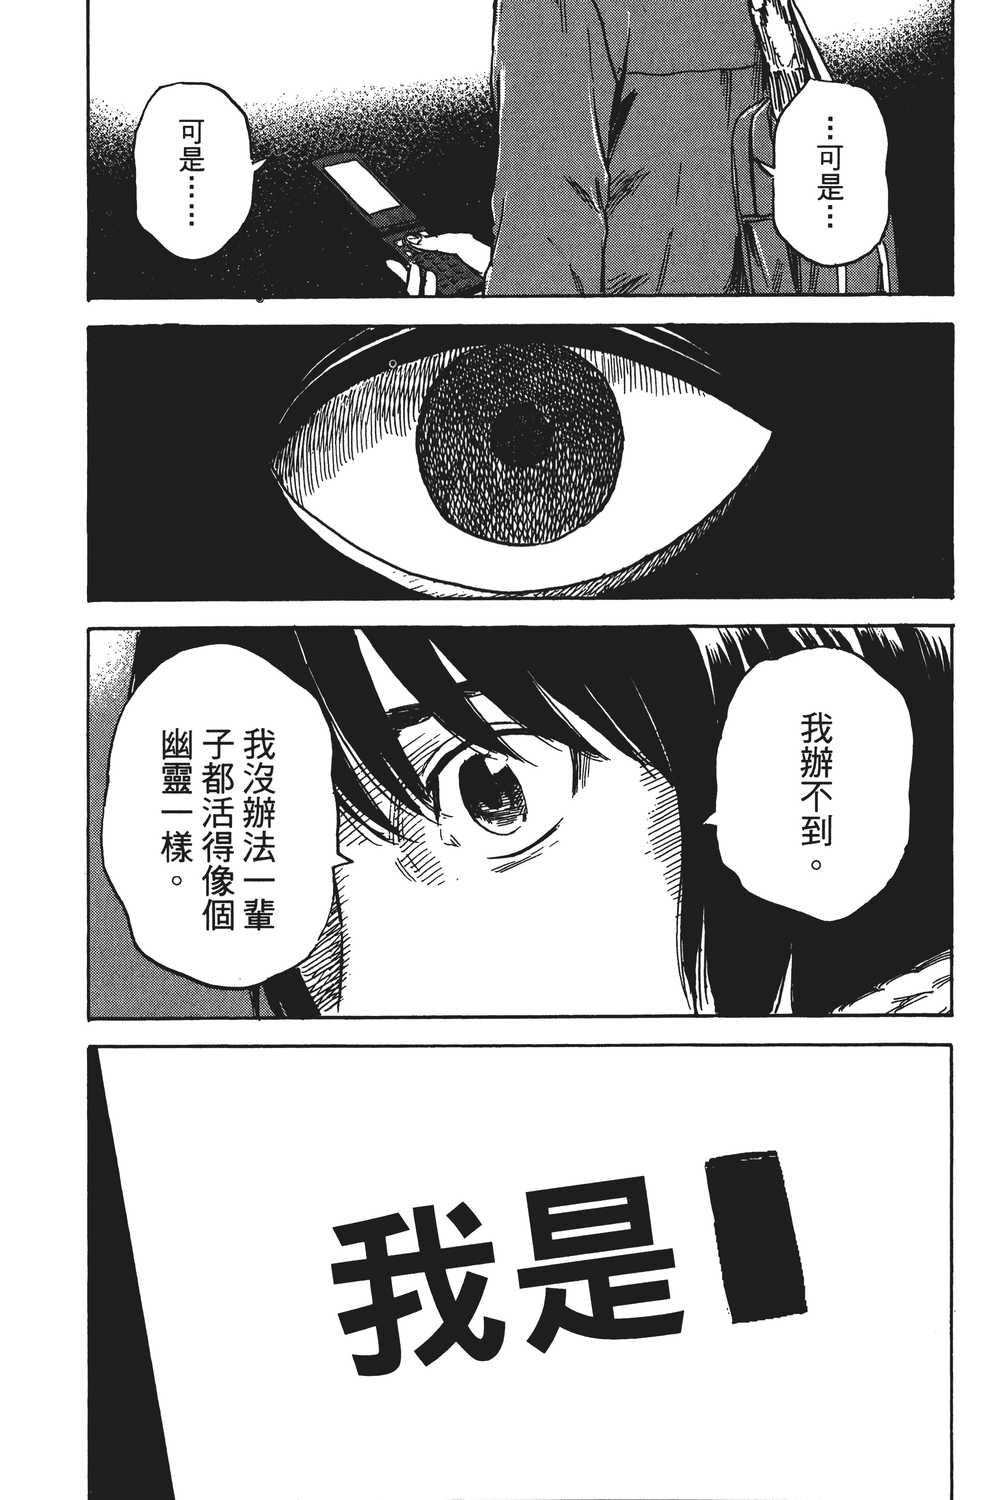 …可是…
可是……
我辦不到。
我沒辦法一輩
子都活得像個
幽靈一樣。
我是